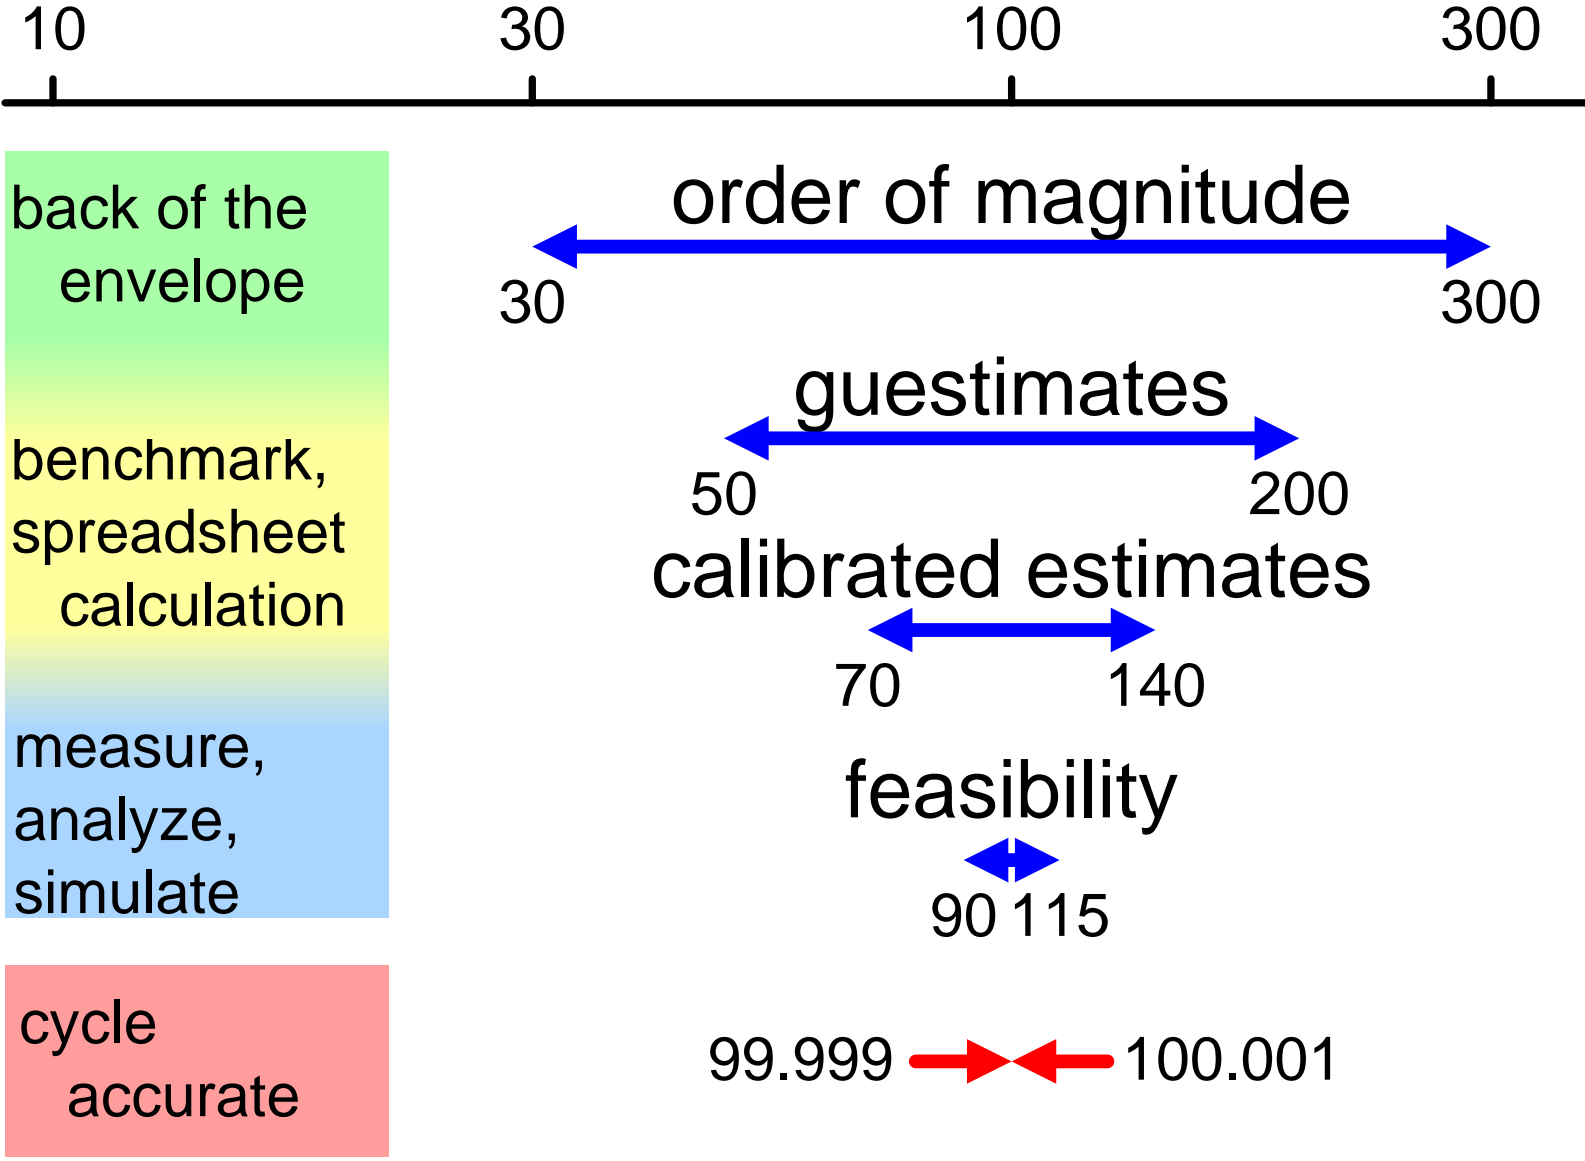 10 30 100 300
back of the
envelope
order of magnitude
30 300
guestimates
50 200
benchmark,
spreadsheet
calculation
calibrated estimates
70 140
measure,
analyze,
simulate
feasibility
90 115
cycle
accurate
99.999 100.001